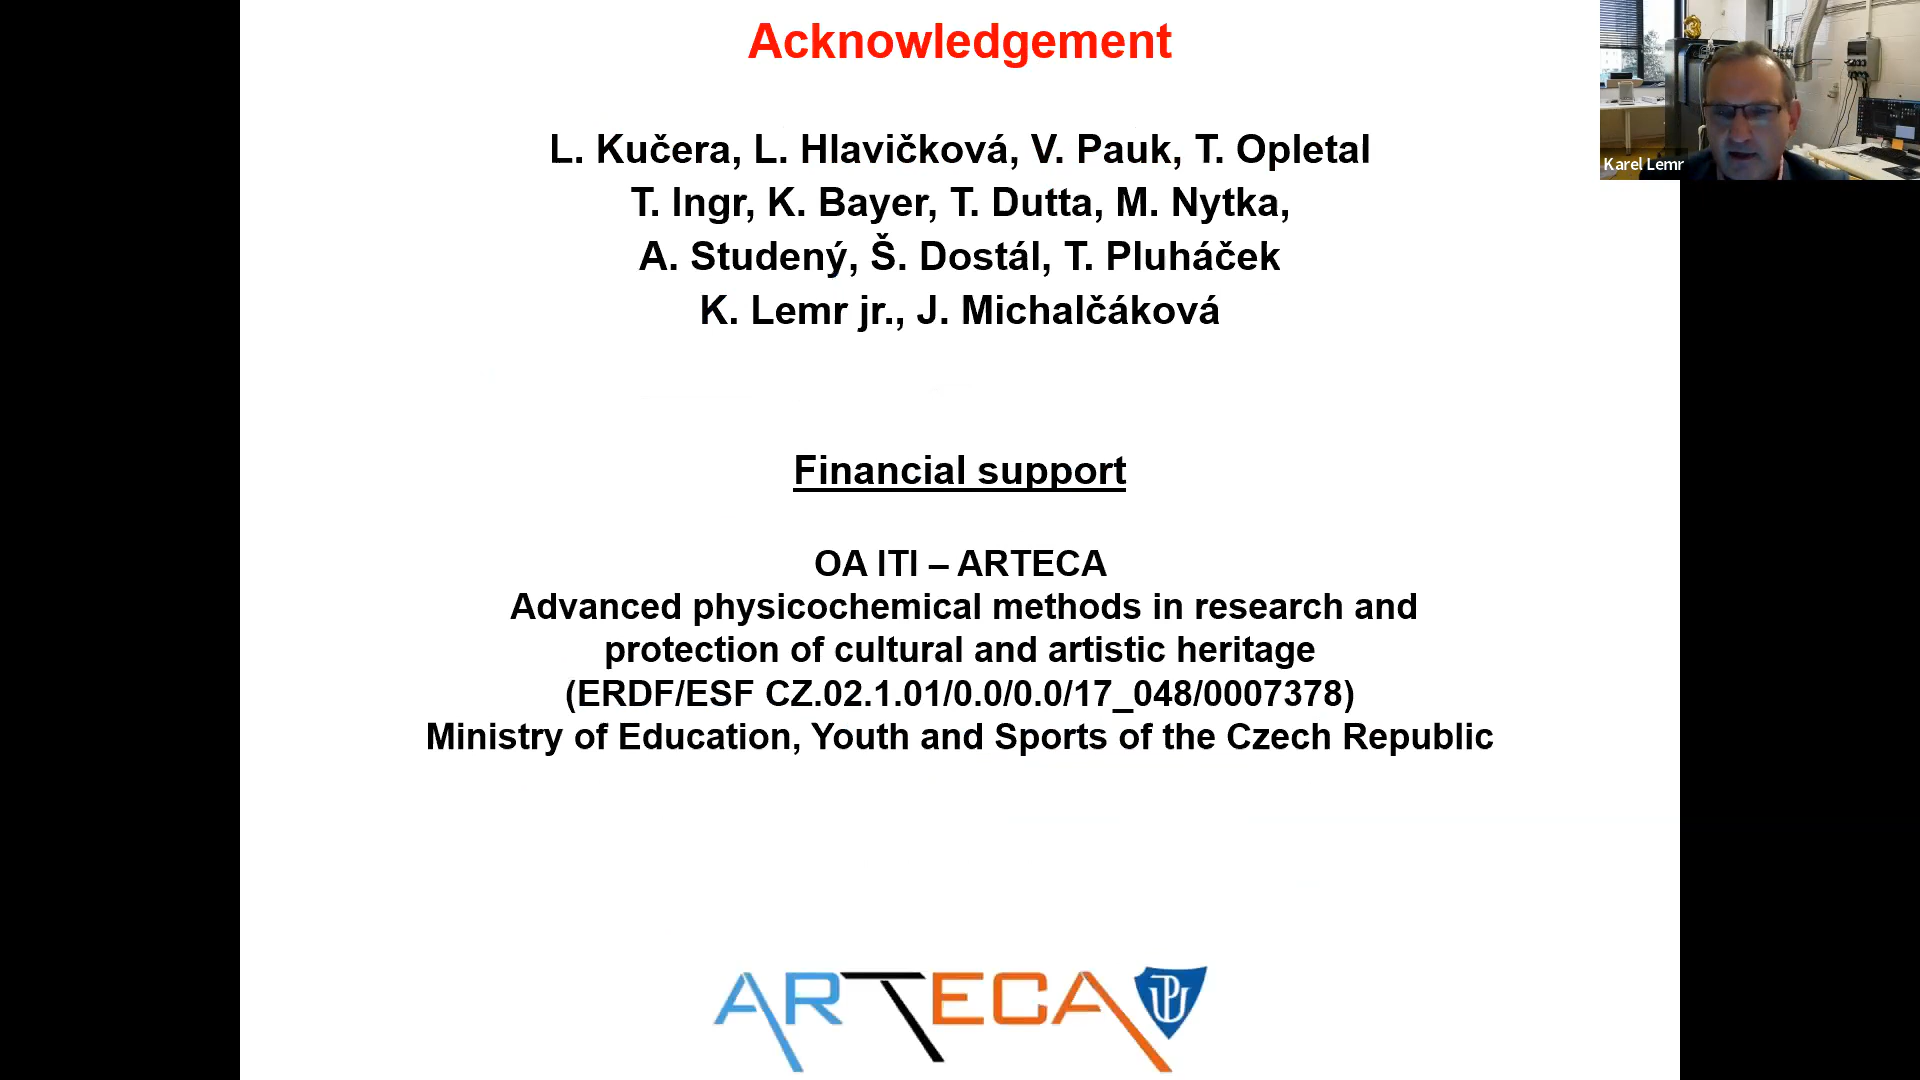 Acknowledgement
L. Kučera, L. Hlavičková, V. Pauk, T. Opletal
T. Ingr, K. Bayer, T. Dutta, M. Nytka,
A. Studený, Š. Dostál, T. Pluháček
K. Lemr jr., J. Michalčáková
Karel Lemr
Financial support
OA ITI – ARTECA
Advanced physicochemical methods in research and
protection of cultural and artistic heritage
(ERDF/ESF CZ.02.1.01/0.0/0.0/17_048/0007378)
Ministry of Education, Youth and Sports of the Czech Republic
ARTECA
UP